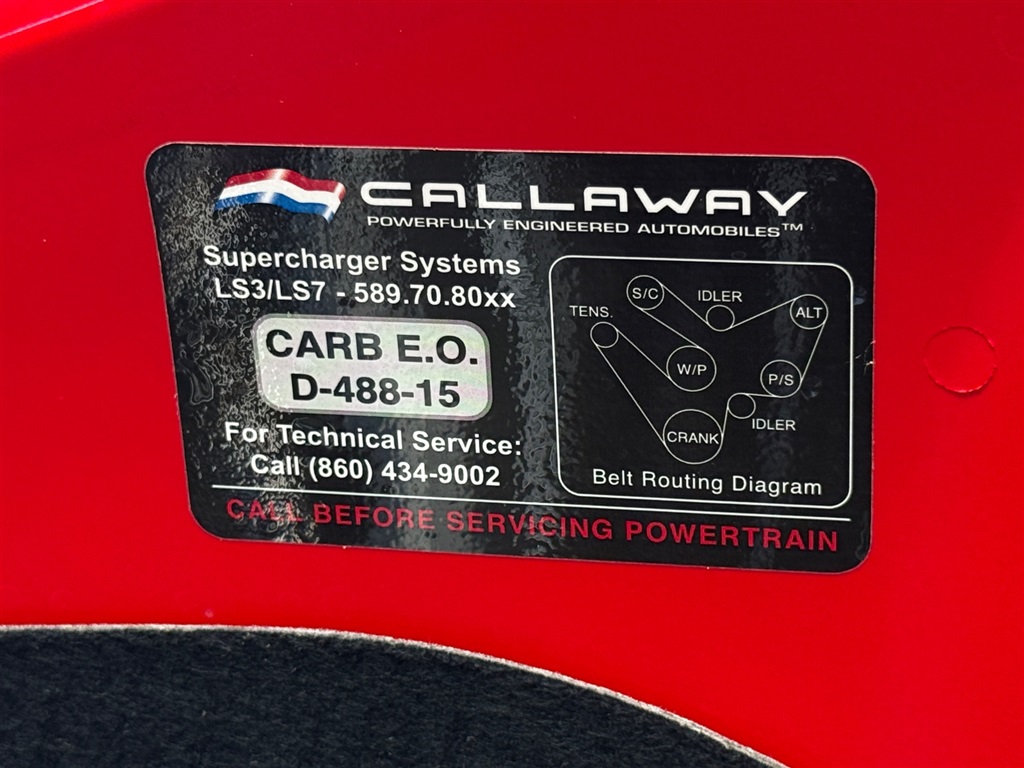 CALLAWAY
POWERFULLY ENGINEERED AUTOMOBILES™
Supercharger Systems
LS3/LS7 - 589.70.80xx
CARB E.O.
D-488-15
For Technical Service:
Call (860) 434-9002
S/C
IDLER
TENS.
ALT
W/P
P/S
IDLER
CRANK
Belt Routing Diagram
CALL BEFORE SERVICING POWERTRAIN